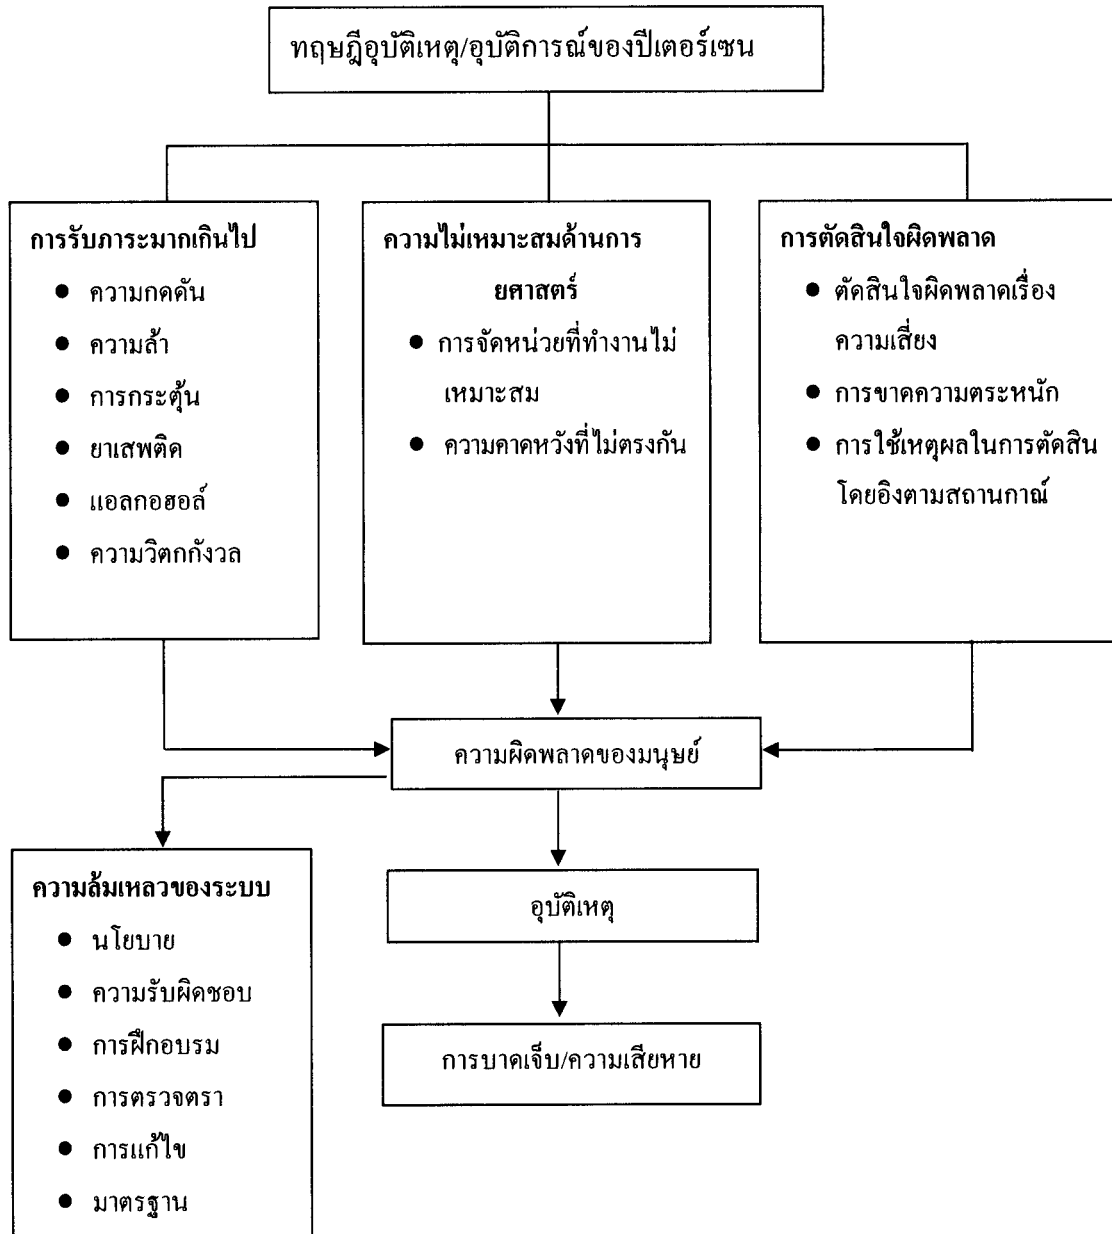 ทฤษฎีอุบัติเหตุ/อุบัติการณ์ของปีเตอร์เซน
การรับภาระมากเกินไป
● ความกดดัน
● ความล้า
● การกระตุ้น
● ยาเสพติด
● แอลกอฮอล์
● ความวิตกกังวล
ความไม่เหมาะสมด้านการ
ยศาสตร์
● การจัดหน่วยที่ทำงานไม่
เหมาะสม
● ความคาดหวังที่ไม่ตรงกัน
การตัดสินใจผิดพลาด
● ตัดสินใจผิดพลาดเรื่อง
ความเสี่ยง
● การขาดความตระหนัก
● การใช้เหตุผลในการตัดสิน
โดยอิงตามสถานกาณ์
ความผิดพลาดของมนุษย์
ความล้มเหลวของระบบ
● นโยบาย
● ความรับผิดชอบ
● การฝึกอบรม
● การตรวจตรา
● การแก้ไข
● มาตรฐาน
อุบัติเหตุ
การบาดเจ็บ/ความเสียหาย